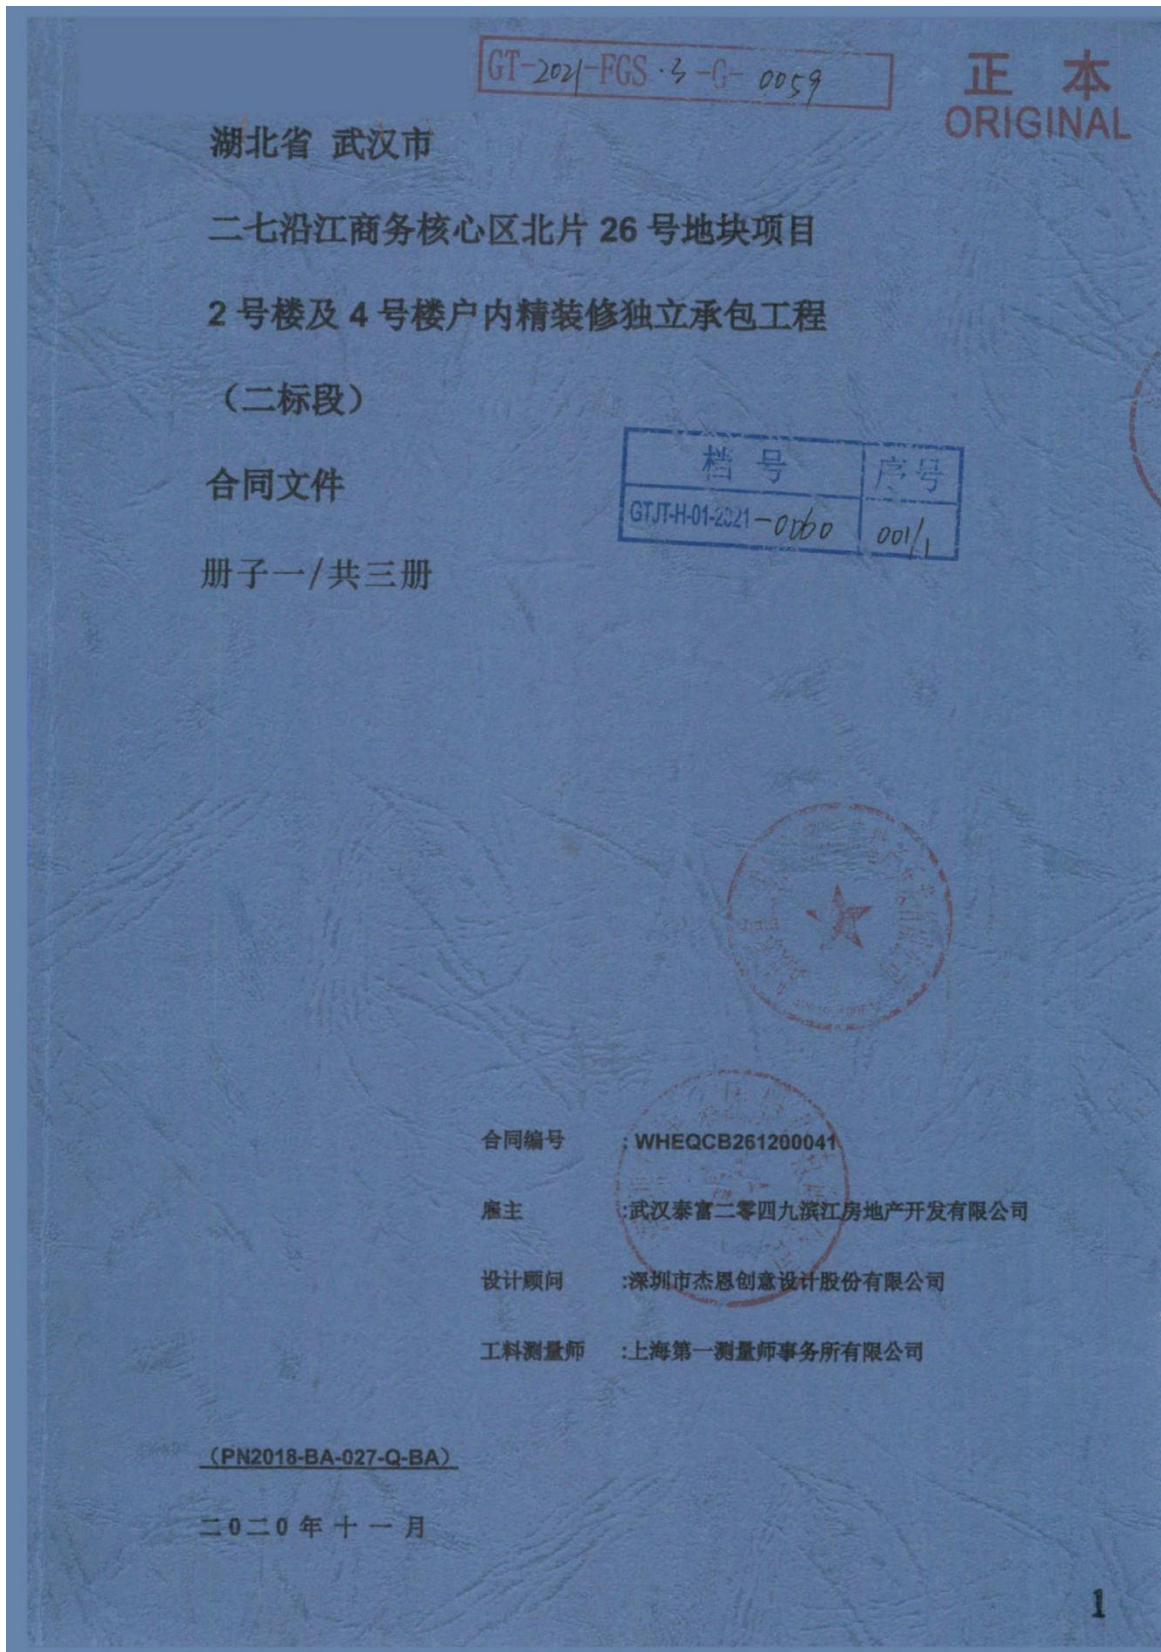 GT-2021-FGS·3-G-0059
正本
ORIGINAL
湖北省 武汉市
二七沿江商务核心区北片 26 号地块项目
2 号楼及 4 号楼户内精装修独立承包工程
（二标段）
档号 序号
GTJT-H-01-2021-0060 001/1
合同文件
册子一/共三册
合同编号 : WHEQCB261200041
雇主 :武汉泰富二零四九滨江房地产开发有限公司
设计顾问 :深圳市杰恩创意设计股份有限公司
工料测量师 :上海第一测量师事务所有限公司
（PN2018-BA-027-Q-BA）
二0二0年十一月
1